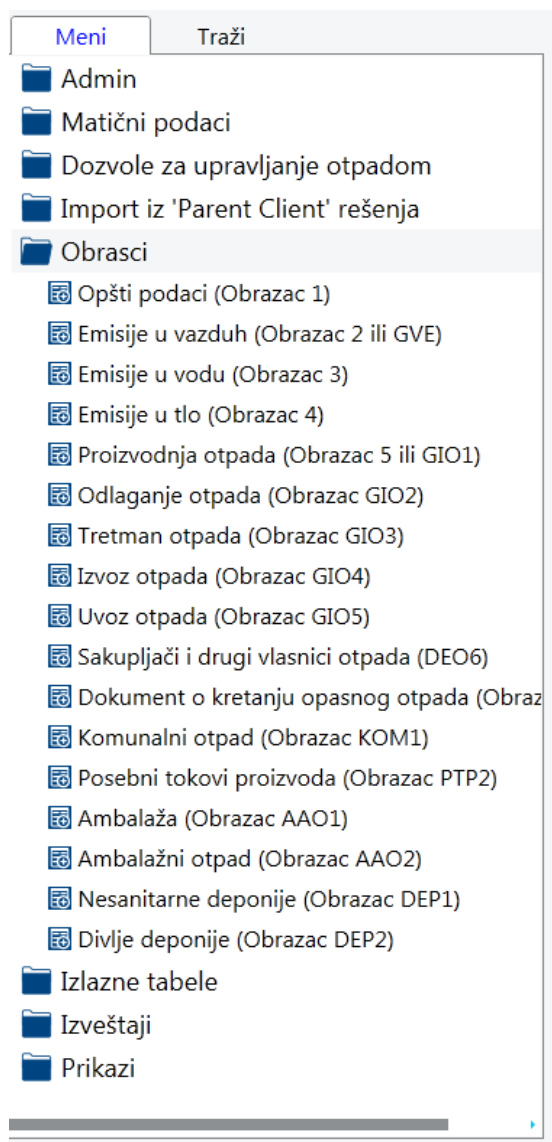 Meni Traži
Admin
Matični podaci
Dozvole za upravljanje otpadom
Import iz 'Parent Client' rešenja
Obrasci
Opšti podaci (Obrazac 1)
Emisije u vazduh (Obrazac 2 ili GVE)
Emisije u vodu (Obrazac 3)
Emisije u tlo (Obrazac 4)
Proizvodnja otpada (Obrazac 5 ili GIO1)
Odlaganje otpada (Obrazac GIO2)
Tretman otpada (Obrazac GIO3)
Izvoz otpada (Obrazac GIO4)
Uvoz otpada (Obrazac GIO5)
Sakupljači i drugi vlasnici otpada (DEO6)
Dokument o kretanju opasnog otpada (Obraz
Komunalni otpad (Obrazac KOM1)
Posebni tokovi proizvoda (Obrazac PTP2)
Ambalaža (Obrazac AAO1)
Ambalažni otpad (Obrazac AAO2)
Nesanitarne deponije (Obrazac DEP1)
Divlje deponije (Obrazac DEP2)
Izlazne tabele
Izveštaji
Prikazi